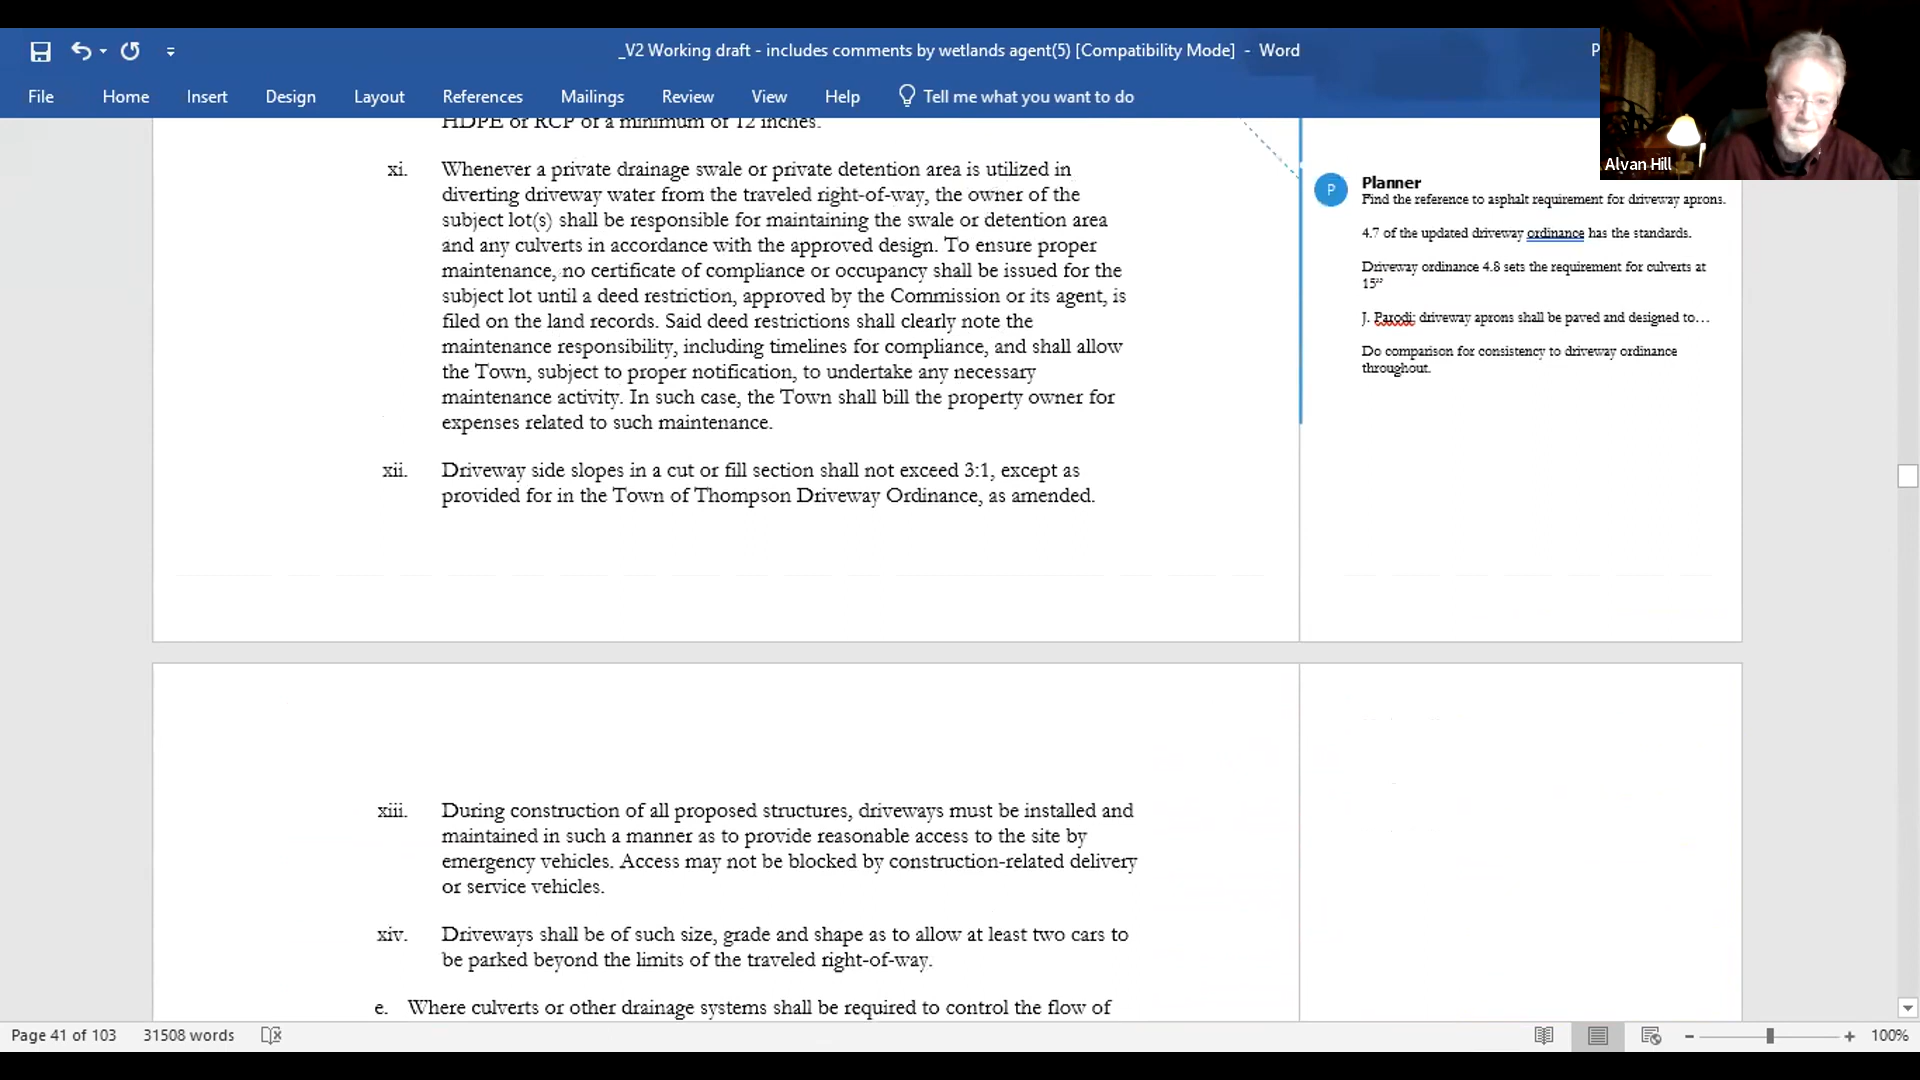 _V2 Working draft - includes comments by wetlands agent(5) [Compatibility Mode] - Word
P
File Home Insert Design Layout References Mailings Review View Help Tell me what you want to do
Alvan Hill
HDPE or RCP of a minimum of 12 inches.
xi. Whenever a private drainage swale or private detention area is utilized in
diverting driveway water from the traveled right-of-way, the owner of the
subject lot(s) shall be responsible for maintaining the swale or detention area
and any culverts in accordance with the approved design. To ensure proper
maintenance, no certificate of compliance or occupancy shall be issued for the
subject lot until a deed restriction, approved by the Commission or its agent, is
filed on the land records. Said deed restrictions shall clearly note the
maintenance responsibility, including timelines for compliance, and shall allow
the Town, subject to proper notification, to undertake any necessary
maintenance activity. In such case, the Town shall bill the property owner for
expenses related to such maintenance.
xii. Driveway side slopes in a cut or fill section shall not exceed 3:1, except as
provided for in the Town of Thompson Driveway Ordinance, as amended.
P
Planner
Find the reference to asphalt requirement for driveway aprons.
4.7 of the updated driveway ordinance has the standards.
Driveway ordinance 4.8 sets the requirement for culverts at
15”
J. Parodi: driveway aprons shall be paved and designed to…
Do comparison for consistency to driveway ordinance
throughout.
xiii. During construction of all proposed structures, driveways must be installed and
maintained in such a manner as to provide reasonable access to the site by
emergency vehicles. Access may not be blocked by construction-related delivery
or service vehicles.
xiv. Driveways shall be of such size, grade and shape as to allow at least two cars to
be parked beyond the limits of the traveled right-of-way.
e. Where culverts or other drainage systems shall be required to control the flow of
Page 41 of 103 31508 words 100%